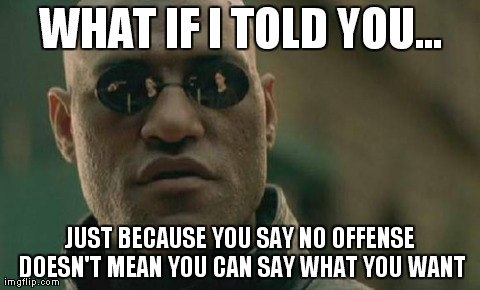 WHAT IF I TOLD YOU...
JUST BECAUSE YOU SAY NO OFFENSE
DOESN'T MEAN YOU CAN SAY WHAT YOU WANT
imgflip.com